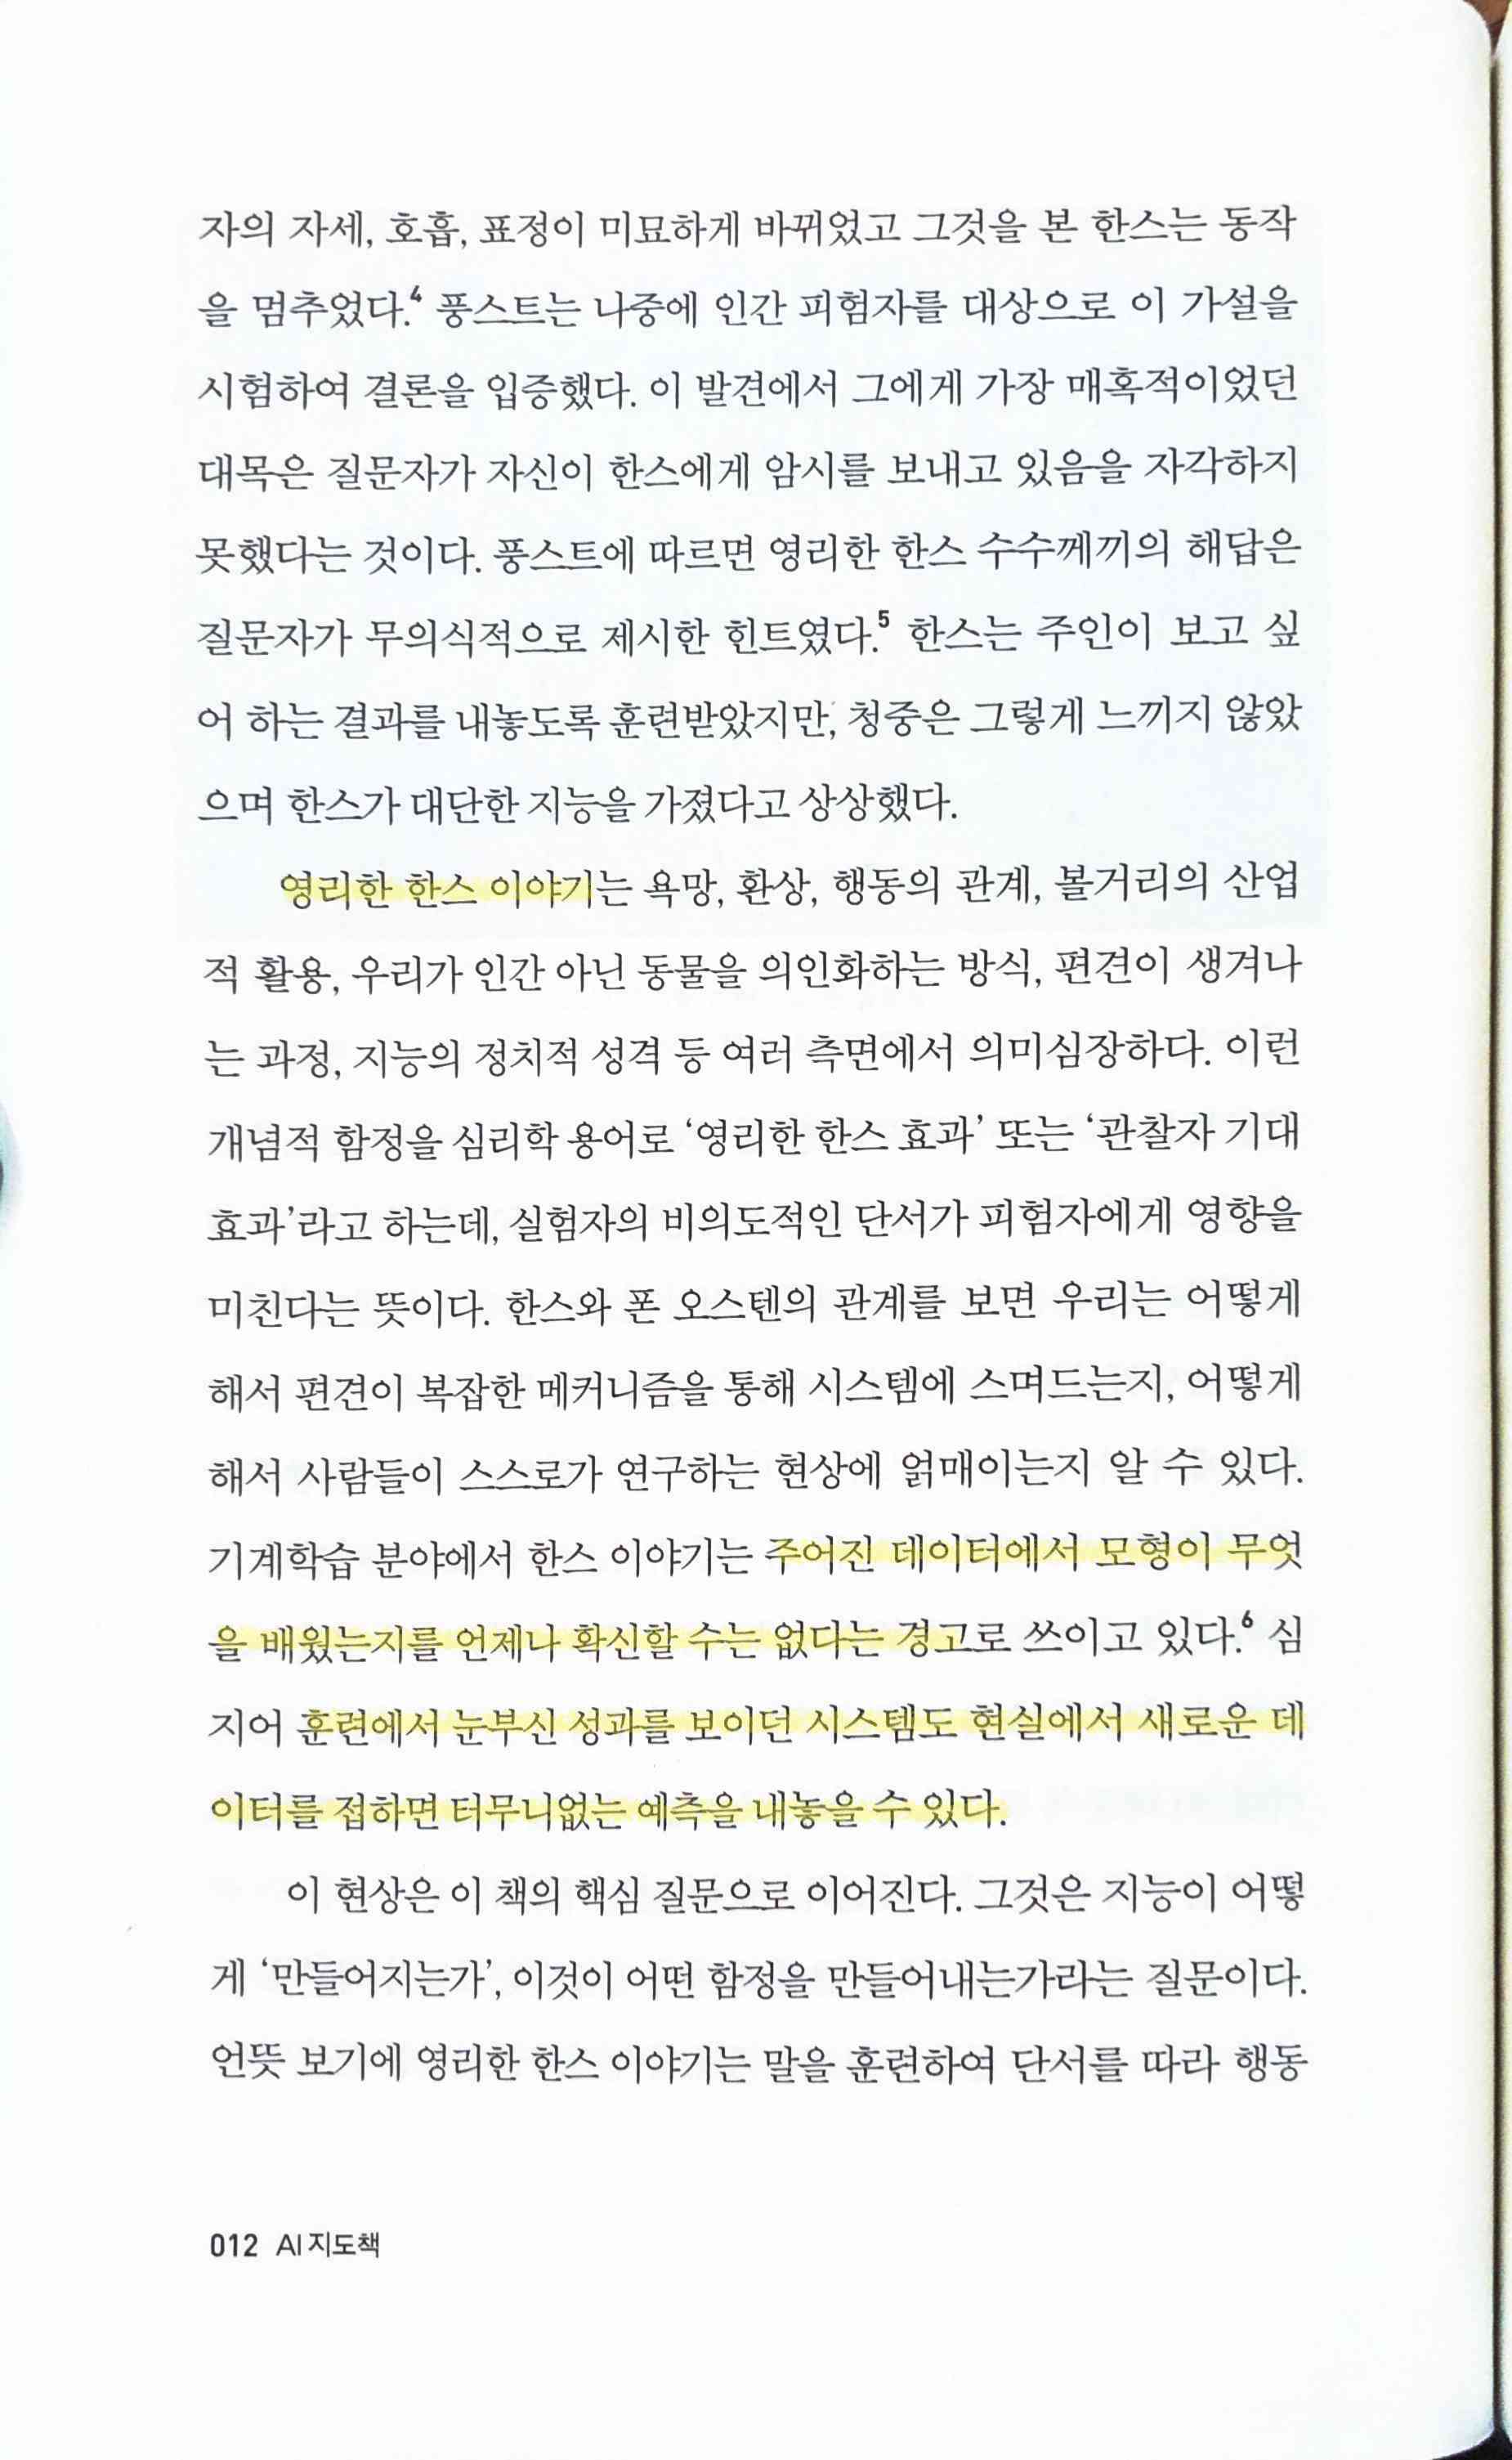 자의 자세, 호흡, 표정이 미묘하게 바뀌었고 그것을 본 한스는 동작
을 멈추었다.4 풍스트는 나중에 인간 피험자를 대상으로 이 가설을
시험하여 결론을 입증했다. 이 발견에서 그에게 가장 매혹적이었던
대목은 질문자가 자신이 한스에게 암시를 보내고 있음을 자각하지
못했다는 것이다. 풍스트에 따르면 영리한 한스 수수께끼의 해답은
질문자가 무의식적으로 제시한 힌트였다.5 한스는 주인이 보고 싶
어 하는 결과를 내놓도록 훈련받았지만, 청중은 그렇게 느끼지 않았
으며 한스가 대단한 지능을 가졌다고 상상했다.
영리한 한스 이야기는 욕망, 환상, 행동의 관계, 볼거리의 산업
적 활용, 우리가 인간 아닌 동물을 의인화하는 방식, 편견이 생겨나
는 과정, 지능의 정치적 성격 등 여러 측면에서 의미심장하다. 이런
개념적 함정을 심리학 용어로 ‘영리한 한스 효과’ 또는 ‘관찰자 기대
효과’라고 하는데, 실험자의 비의도적인 단서가 피험자에게 영향을
미친다는 뜻이다. 한스와 폰 오스텐의 관계를 보면 우리는 어떻게
해서 편견이 복잡한 메커니즘을 통해 시스템에 스며드는지, 어떻게
해서 사람들이 스스로가 연구하는 현상에 얽매이는지 알 수 있다.
기계학습 분야에서 한스 이야기는 주어진 데이터에서 모형이 무엇
을 배웠는지를 언제나 확신할 수는 없다는 경고로 쓰이고 있다.6 심
지어 훈련에서 눈부신 성과를 보이던 시스템도 현실에서 새로운 데
이터를 접하면 터무니없는 예측을 내놓을 수 있다.
이 현상은 이 책의 핵심 질문으로 이어진다. 그것은 지능이 어떻
게 ‘만들어지는가’, 이것이 어떤 함정을 만들어내는가라는 질문이다.
언뜻 보기에 영리한 한스 이야기는 말을 훈련하여 단서를 따라 행동
012 AI 지도책